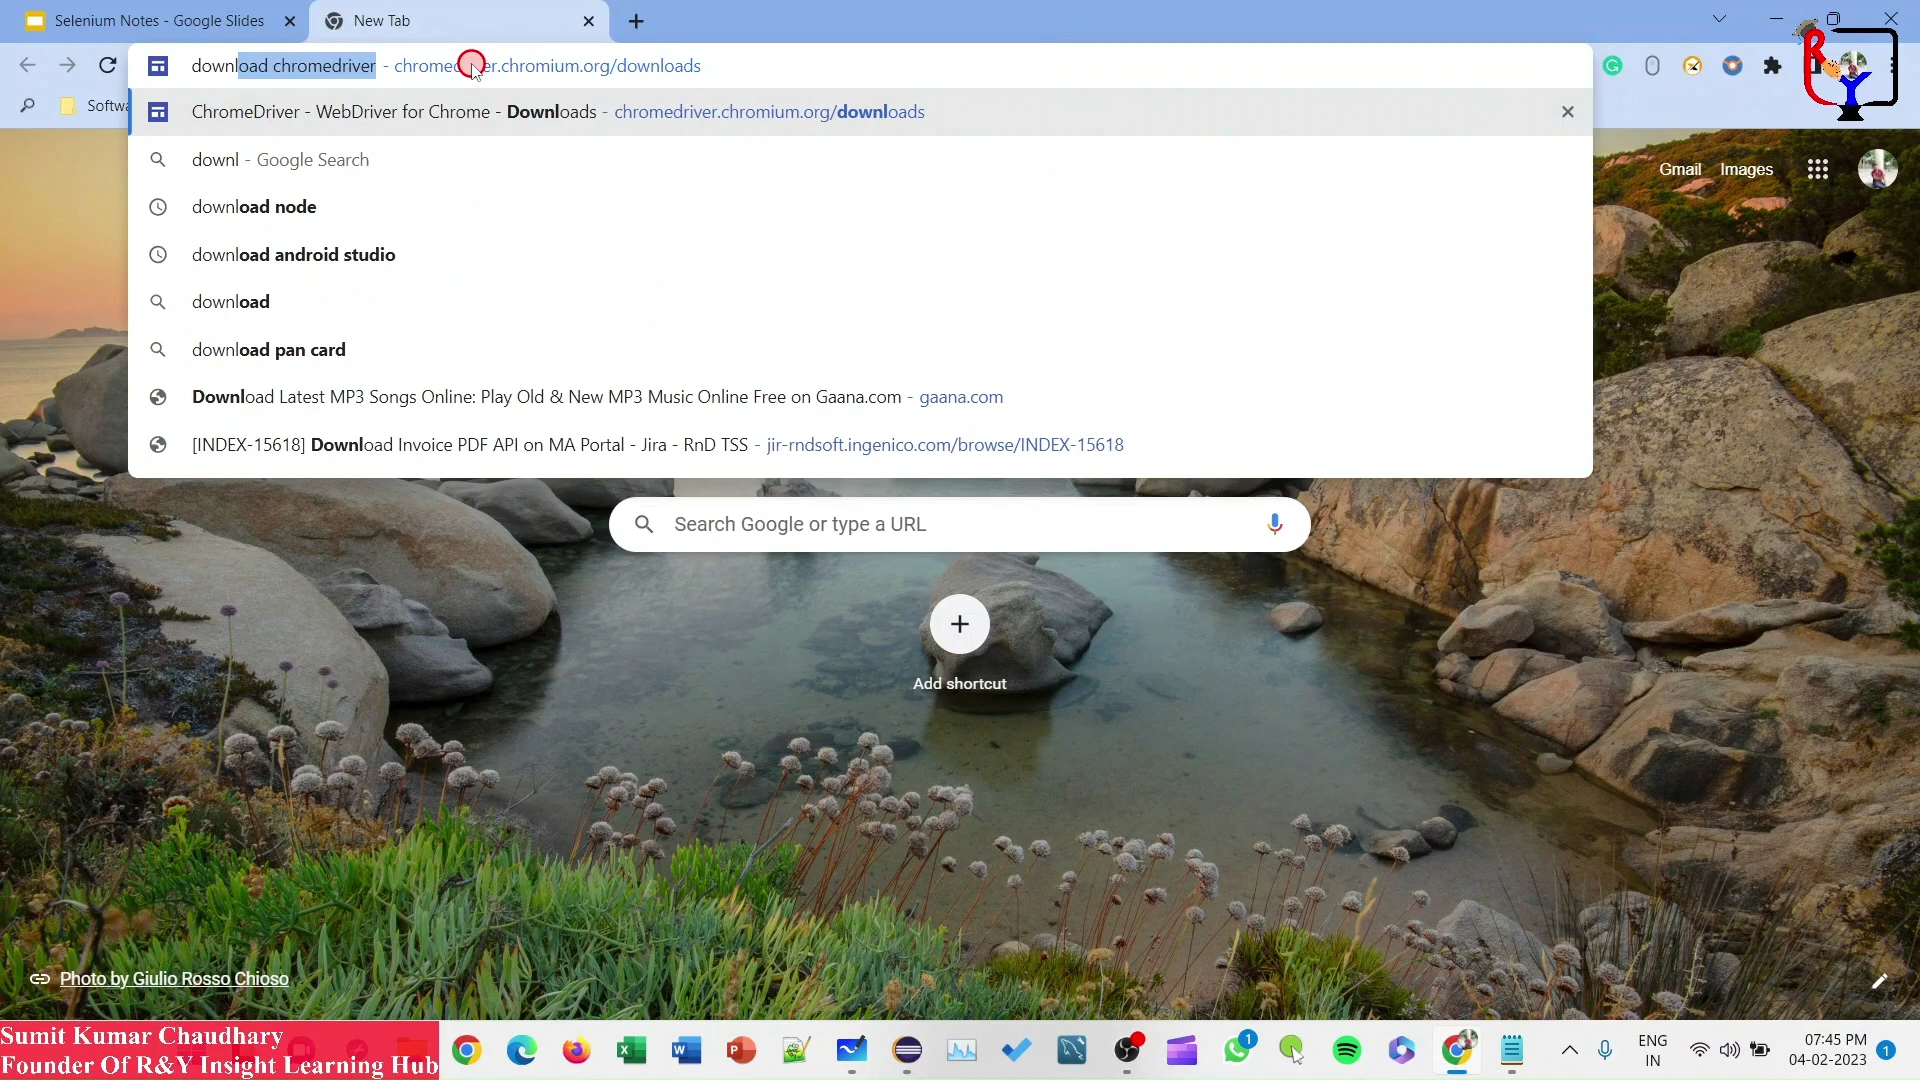 Selenium Notes - Google Slides
New Tab
download chromedriver - chromedriver.chromium.org/downloads
Softwa
ChromeDriver - WebDriver for Chrome - Downloads - chromedriver.chromium.org/downloads
downl - Google Search
download node
download android studio
download
download pan card
Download Latest MP3 Songs Online: Play Old & New MP3 Music Online Free on Gaana.com - gaana.com
[INDEX-15618] Download Invoice PDF API on MA Portal - Jira - RnD TSS - jir-rndsoft.ingenico.com/browse/INDEX-15618
R Y
Gmail Images
Search Google or type a URL
Add shortcut
Photo by Giulio Rosso Chioso
Sumit Kumar Chaudhary
Founder Of R&Y Insight Learning Hub
1
ENG
IN
07:45 PM
04-02-2023
1